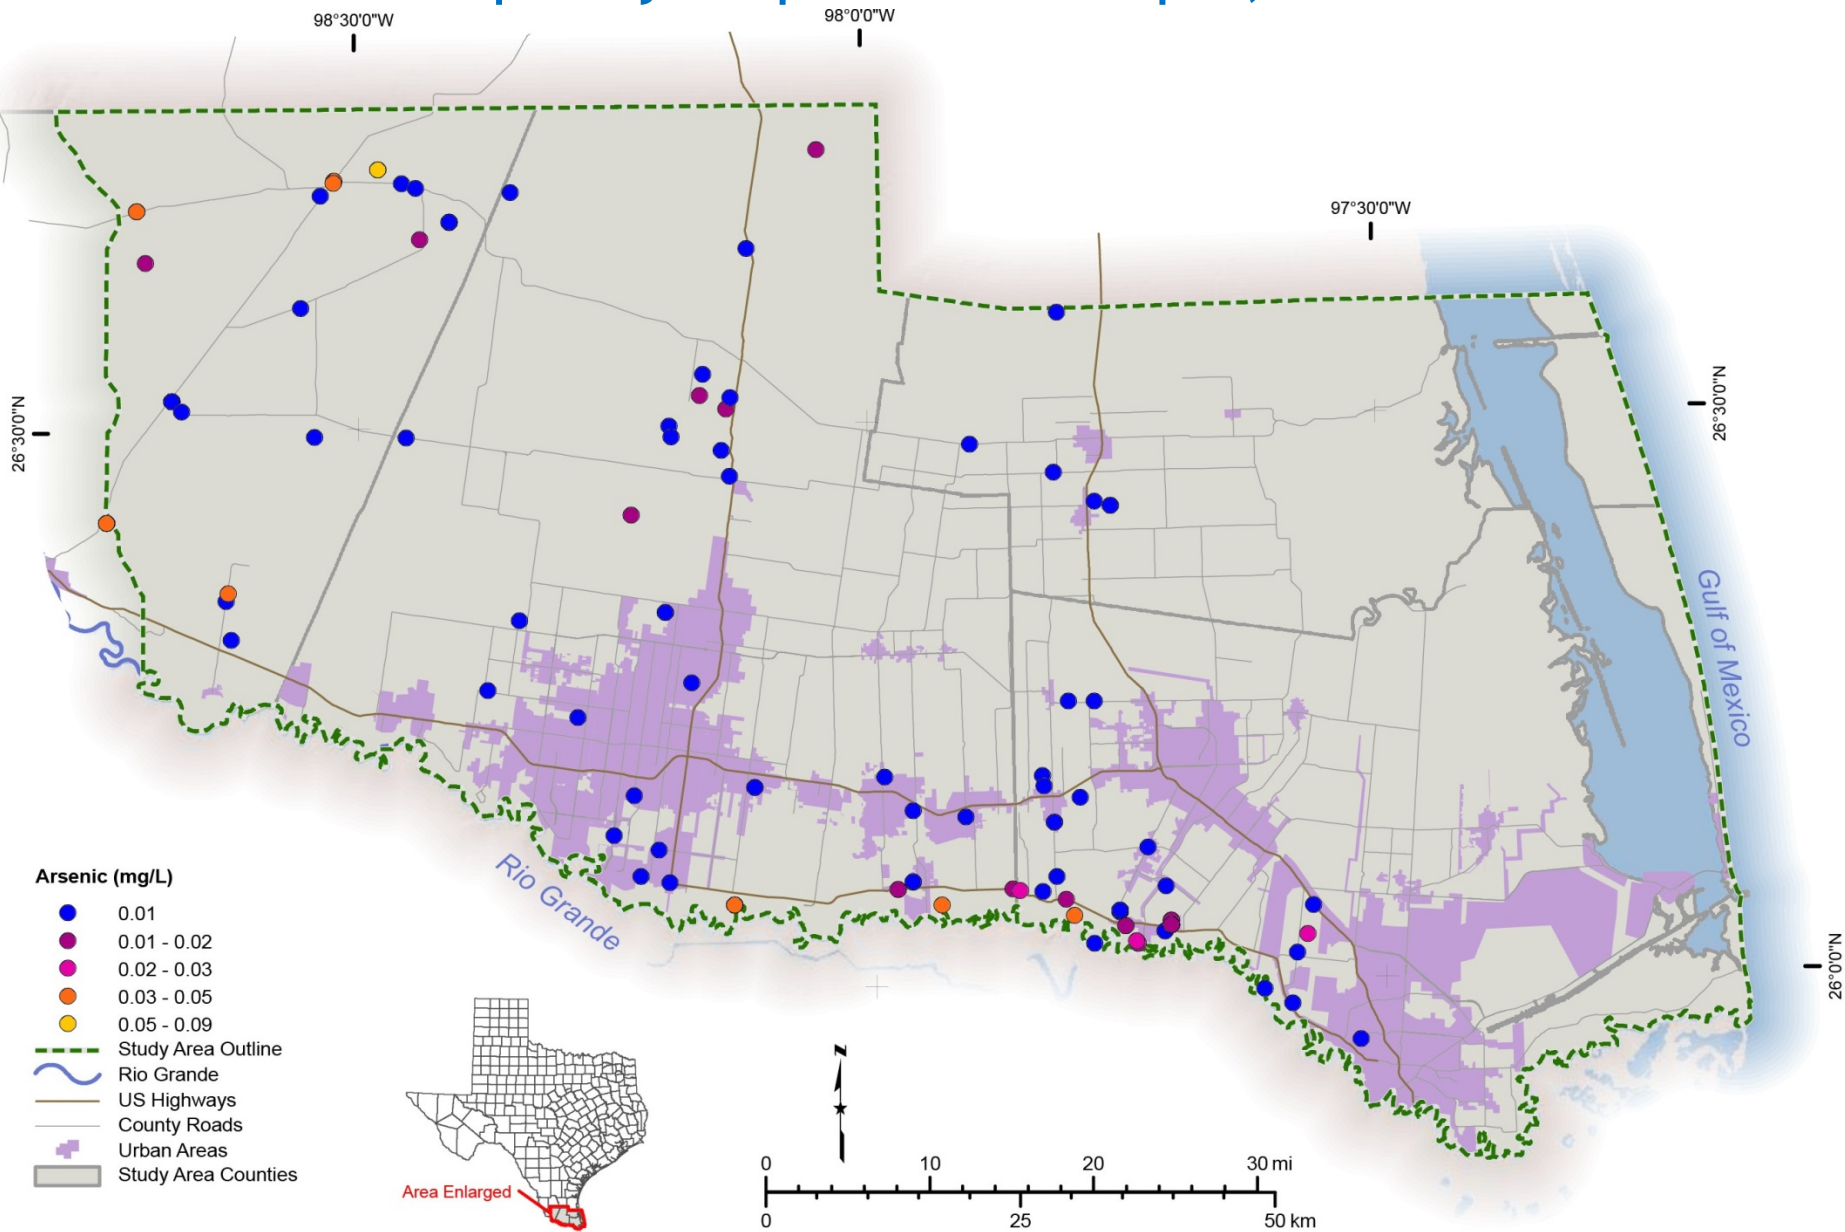 98°30'0"W
98°0'0"W
97°30'0"W
26°30'0"N
26°30'0"N
Gulf of Mexico
Rio Grande
26°0'0"N
Arsenic (mg/L)
0.01
0.01 - 0.02
0.02 - 0.03
0.03 - 0.05
0.05 - 0.09
Study Area Outline
Rio Grande
US Highways
County Roads
Urban Areas
Study Area Counties
Area Enlarged
N
0 10 20 30 mi
0 25 50 km